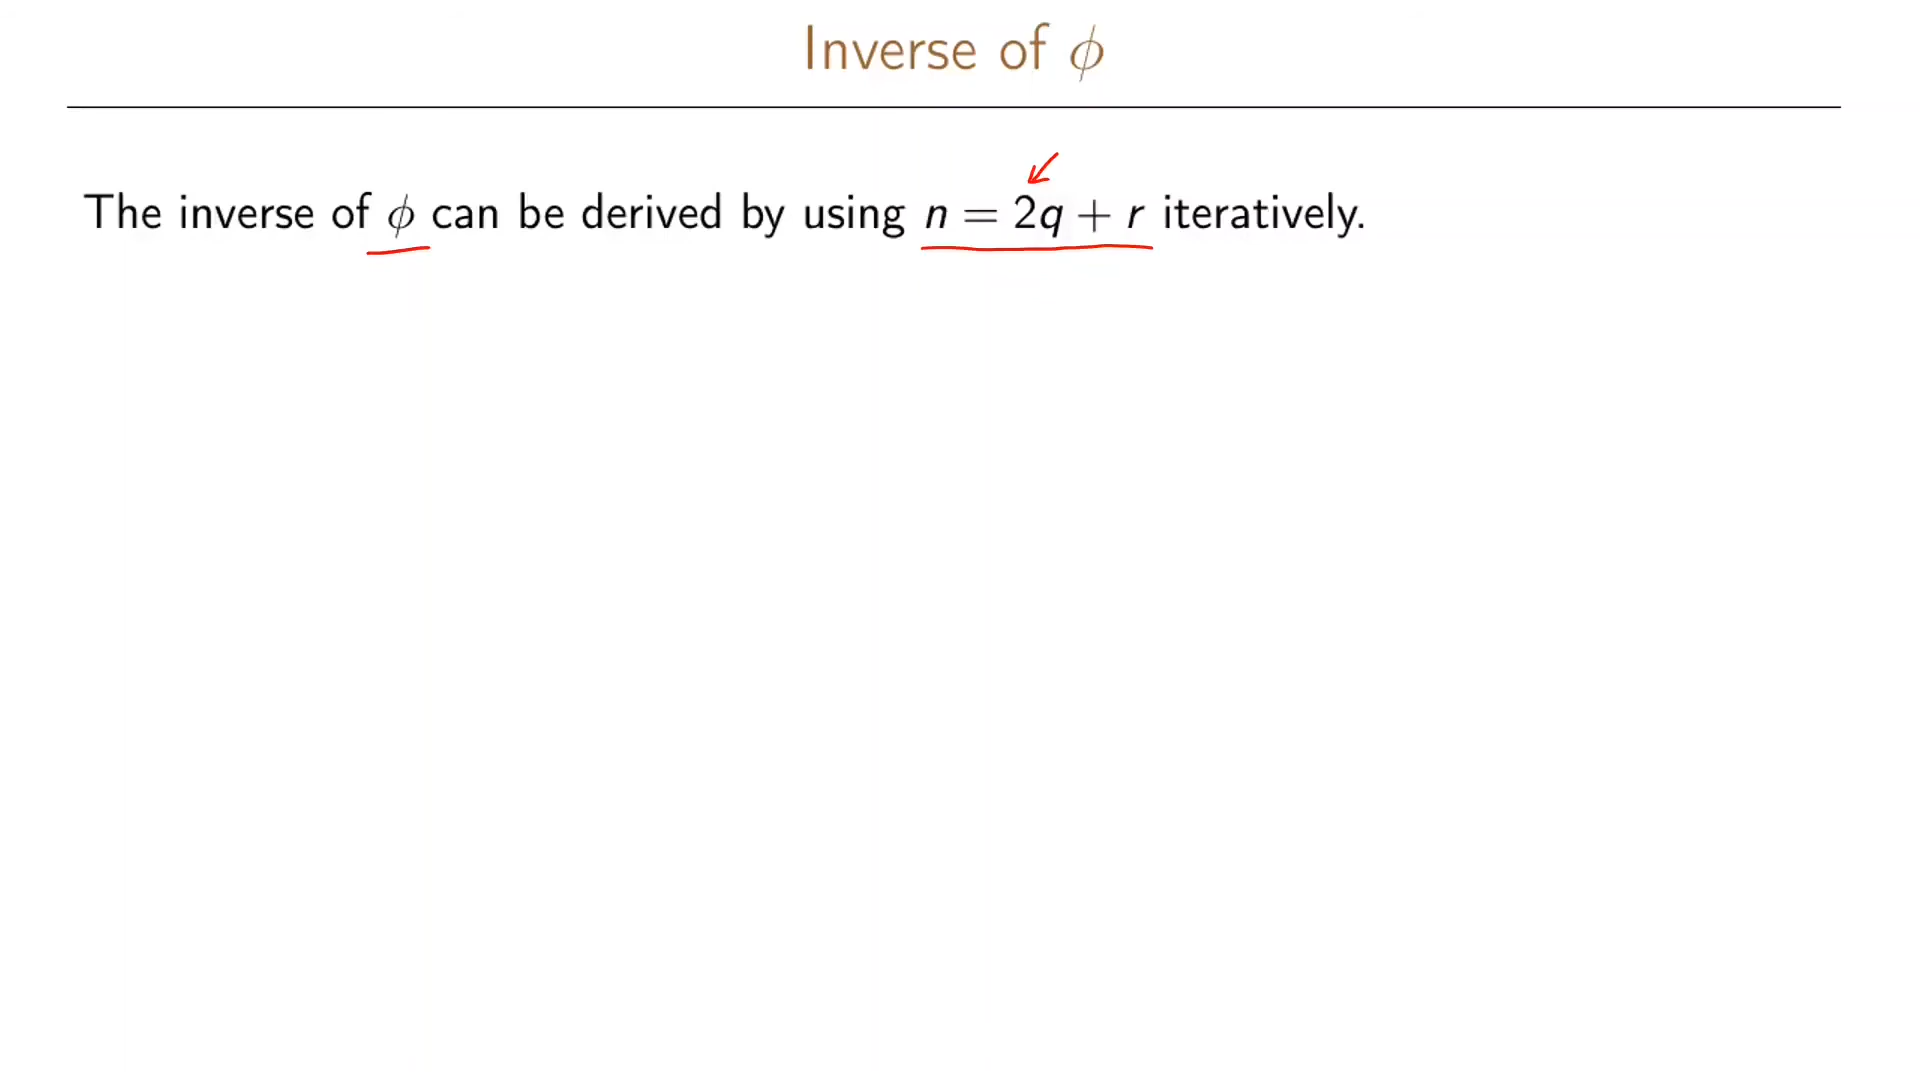 Inverse of ϕ
The inverse of ϕ can be derived by using n = 2q + r iteratively.